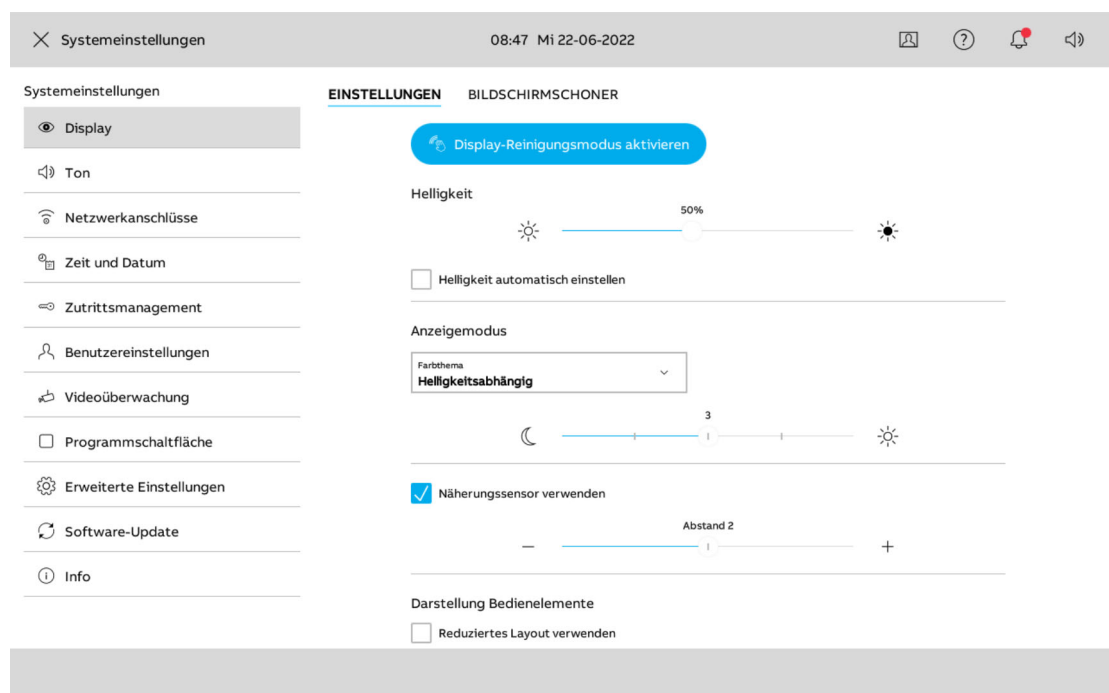 Systemeinstellungen
08:47 Mi 22-06-2022
Systemeinstellungen
Display
Ton
Netzwerkanschlüsse
Zeit und Datum
Zutrittsmanagement
Benutzereinstellungen
Videoüberwachung
Programmschaltfläche
Erweiterte Einstellungen
Software-Update
Info
EINSTELLUNGEN
BILDSCHIRMSCHONER
Display-Reinigungsmodus aktivieren
Helligkeit
50%
Helligkeit automatisch einstellen
Anzeigemodus
Farbthema
Helligkeitsabhängig
3
Näherungssensor verwenden
Abstand 2
Darstellung Bedienelemente
Reduziertes Layout verwenden